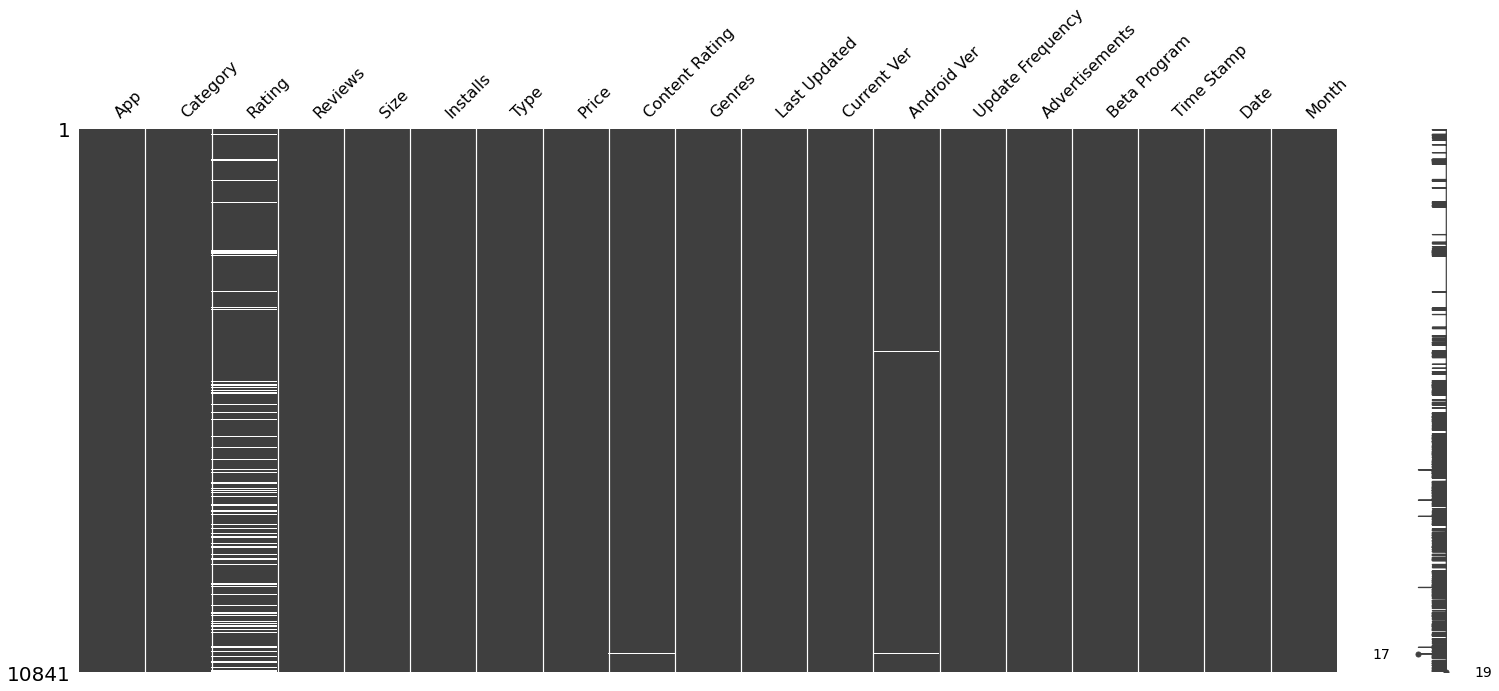 App
Category
Rating
Reviews
Size
Installs
Type
Price
Content Rating
Genres
Last Updated
Current Ver
Android Ver
Update Frequency
Advertisements
Beta Program
Time Stamp
Date
Month
1
17
10841
19